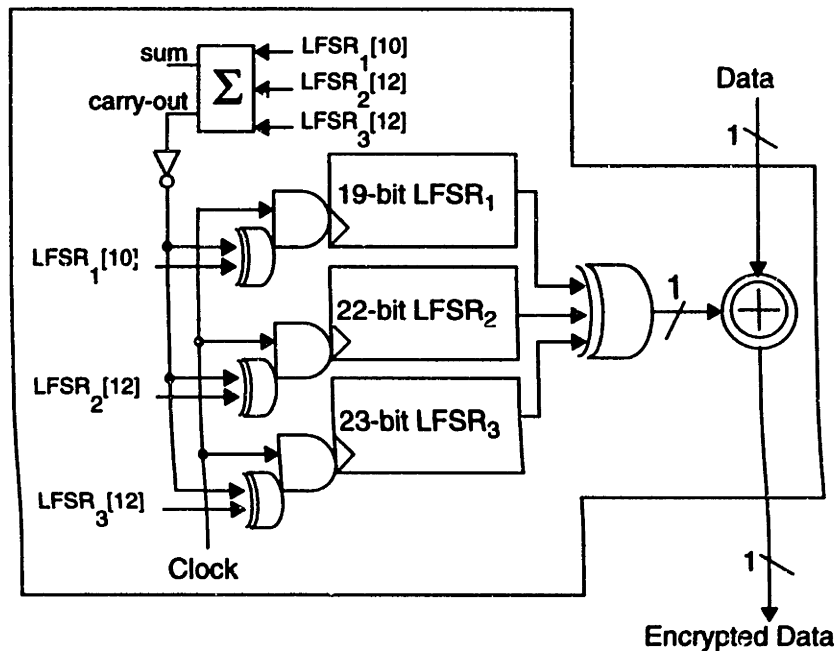 sum
LFSR₁[10]
Σ
LFSR₂[12]
carry-out
LFSR₃[12]
Data
1
19-bit LFSR₁
LFSR₁[10]
22-bit LFSR₂
1
LFSR₂[12]
23-bit LFSR₃
LFSR₃[12]
Clock
1
Encrypted Data